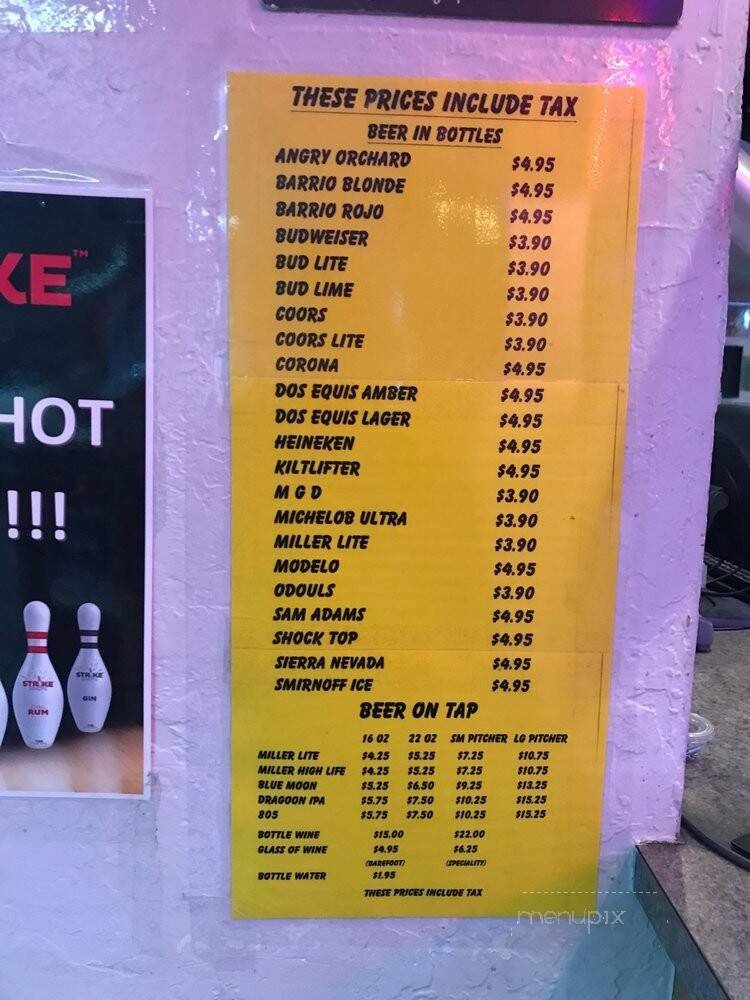 THESE PRICES INCLUDE TAX
BEER IN BOTTLES
ANGRY ORCHARD $4.95
BARRIO BLONDE $4.95
BARRIO ROJO $4.95
BUDWEISER $3.90
BUD LITE $3.90
BUD LIME $3.90
COORS $3.90
COORS LITE $3.90
CORONA $4.95
DOS EQUIS AMBER $4.95
DOS EQUIS LAGER $4.95
HEINEKEN $4.95
KILTLIFTER $4.95
M G D $3.90
MICHELOB ULTRA $3.90
MILLER LITE $3.90
MODELO $4.95
ODOULS $3.90
SAM ADAMS $4.95
SHOCK TOP $4.95
SIERRA NEVADA $4.95
SMIRNOFF ICE $4.95
BEER ON TAP
16 OZ 22 OZ SM PITCHER LG PITCHER
MILLER LITE $4.25 $5.25 $7.25 $10.75
MILLER HIGH LIFE $4.25 $5.25 $7.25 $10.75
BLUE MOON $5.25 $6.50 $9.25 $13.25
DRAGOON IPA $5.75 $7.50 $10.25 $15.25
805 $5.75 $7.50 $10.25 $15.25
BOTTLE WINE $15.00 $22.00
GLASS OF WINE $4.95 $6.25
(BAREFOOT) (SPECIALITY)
BOTTLE WATER $1.95
THESE PRICES INCLUDE TAX
KE™
HOT
!!!
STRIKE
RUM
STRIKE
GIN
menupix